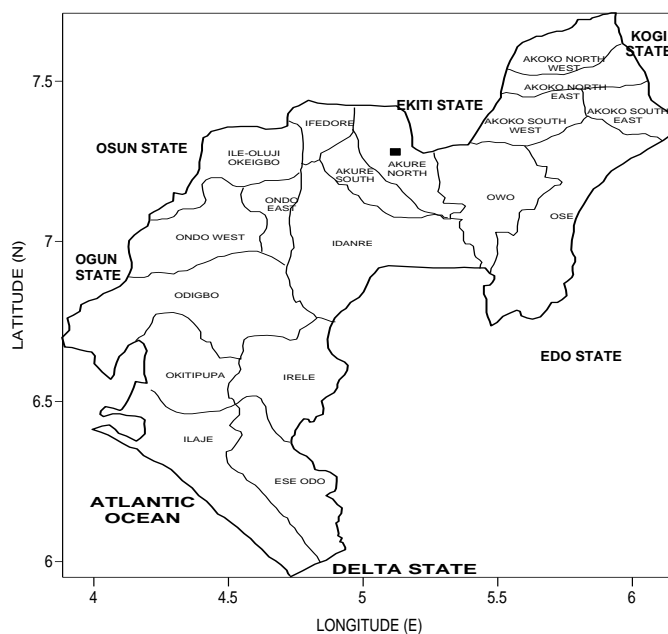 KOGI
STATE
AKOKO NORTH
WEST
7.5
AKOKO NORTH
EAST
EKITI STATE
AKOKO SOUTH
EAST
IFEDORE
AKOKO SOUTH
WEST
OSUN STATE
ILE-OLUJI
OKEIGBO
AKURE
SOUTH
AKURE
NORTH
OWO
OSE
ONDO
EAST
ONDO WEST
IDANRE
7
OGUN
STATE
LATITUDE (N)
ODIGBO
EDO STATE
OKITIPUPA
IRELE
6.5
ILAJE
ESE ODO
ATLANTIC
OCEAN
6
DELTA STATE
4
4.5
5
5.5
6
LONGITUDE (E)